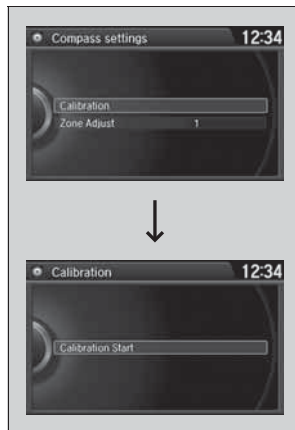 Compass settings 12:34
Calibration
Zone Adjust 1
Calibration 12:34
Calibration Start